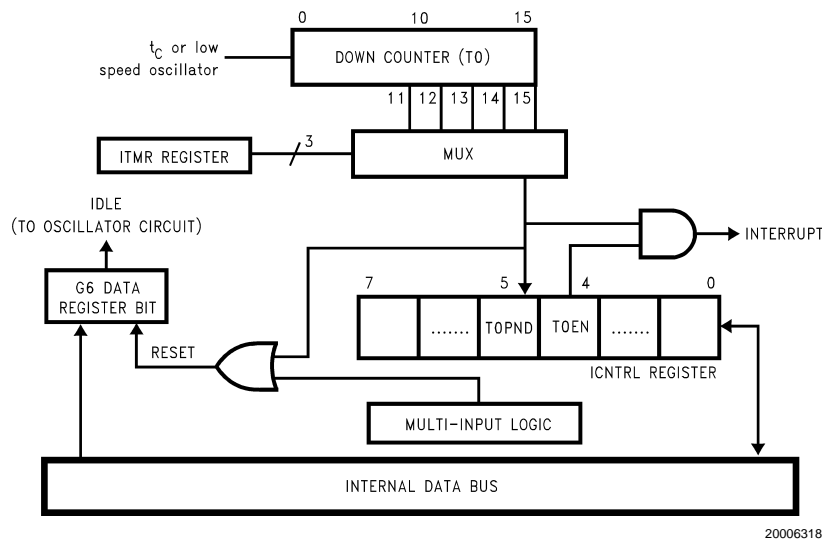 0 10 15
t_C or low
speed oscillator
DOWN COUNTER (T0)
11 12 13 14 15
ITMR REGISTER
3
MUX
IDLE
(TO OSCILLATOR CIRCUIT)
INTERRUPT
G6 DATA
REGISTER BIT
7 5 4 0
....... T0PND T0EN .......
RESET
ICNTRL REGISTER
MULTI-INPUT LOGIC
INTERNAL DATA BUS
20006318